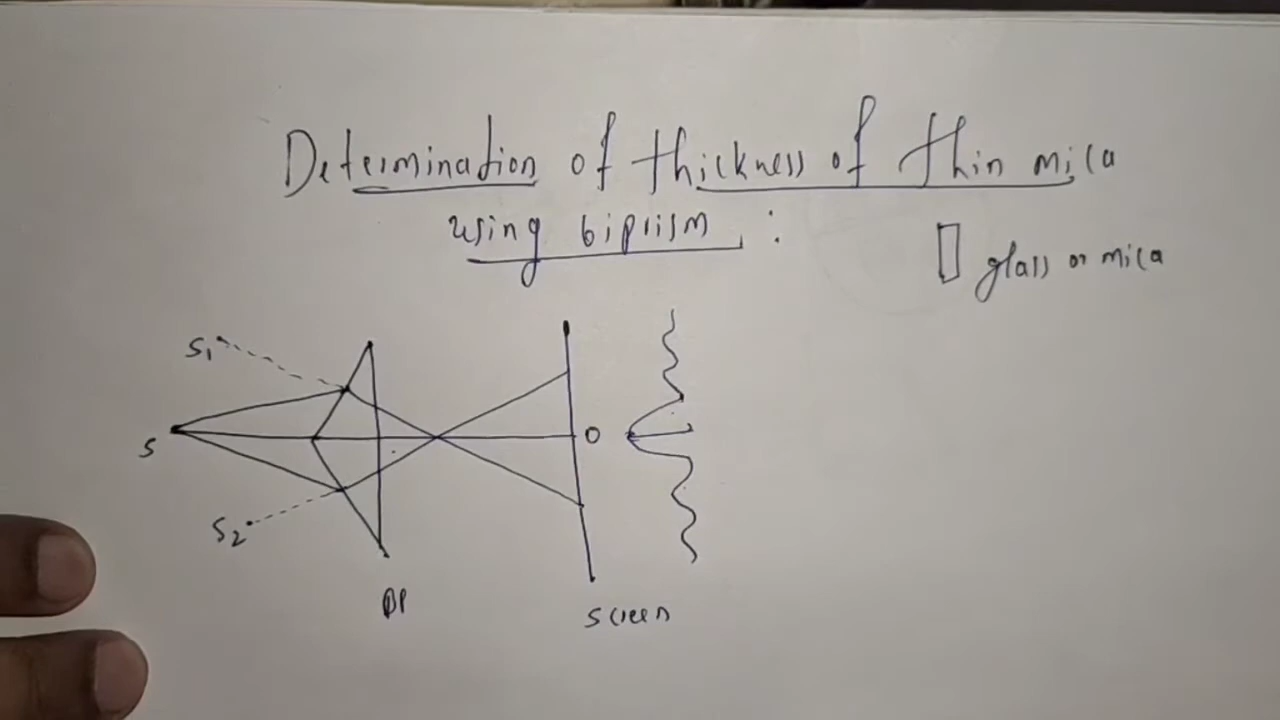 Determination of thickness of thin mica
using biprism :
glass or mica
S1
S
O
S2
BP
Screen